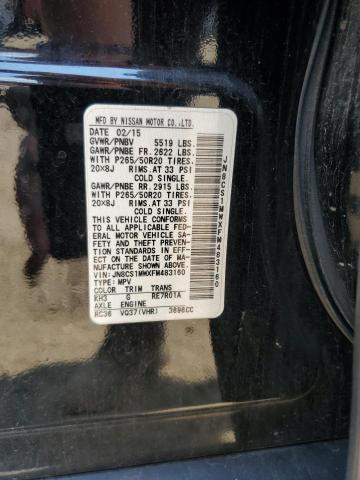 MFD BY NISSAN MOTOR CO.,LTD.
DATE 02/15
GVWR/PNBV 5519 LBS.
GAWR/PNBE FR. 2622 LBS.
WITH P265/50R20 TIRES.
20X8J RIMS.AT 33 PSI
COLD SINGLE.
GAWR/PNBE RR. 2915 LBS.
WITH P265/50R20 TIRES.
20X8J RIMS.AT 33 PSI
COLD SINGLE.
THIS VEHICLE CONFORMS
TO ALL APPLICABLE FED-
ERAL MOTOR VEHICLE SA-
FETY AND THEFT PREVEN-
TION STANDARDS IN EFF-
ECT ON THE DATE OF MA-
NUFACTURE SHOWN ABOVE.
VIN:JN8CS1MWXFM483160
TYPE:MPV
COLOR TRIM TRANS
KH3 G RE7R01A
AXLE ENGINE
RC36 VQ37(VHR) 3696CC
JN8CS1MWXFM483160